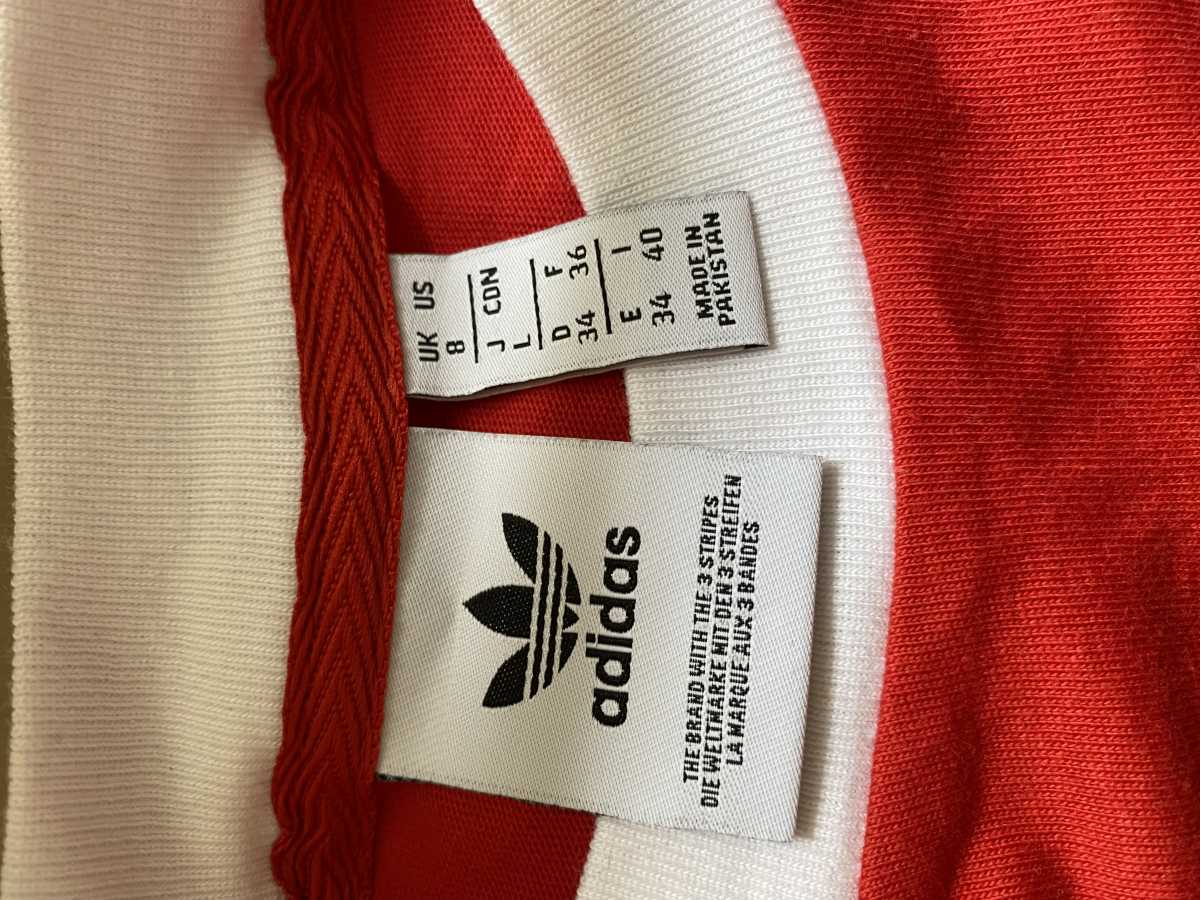 UK US
8
J CDN
L
D F
34 36
E I
34 40
MADE IN
PAKISTAN
adidas
THE BRAND WITH THE 3 STRIPES
DIE WELTMARKE MIT DEN 3 STREIFEN
LA MARQUE AUX 3 BANDES